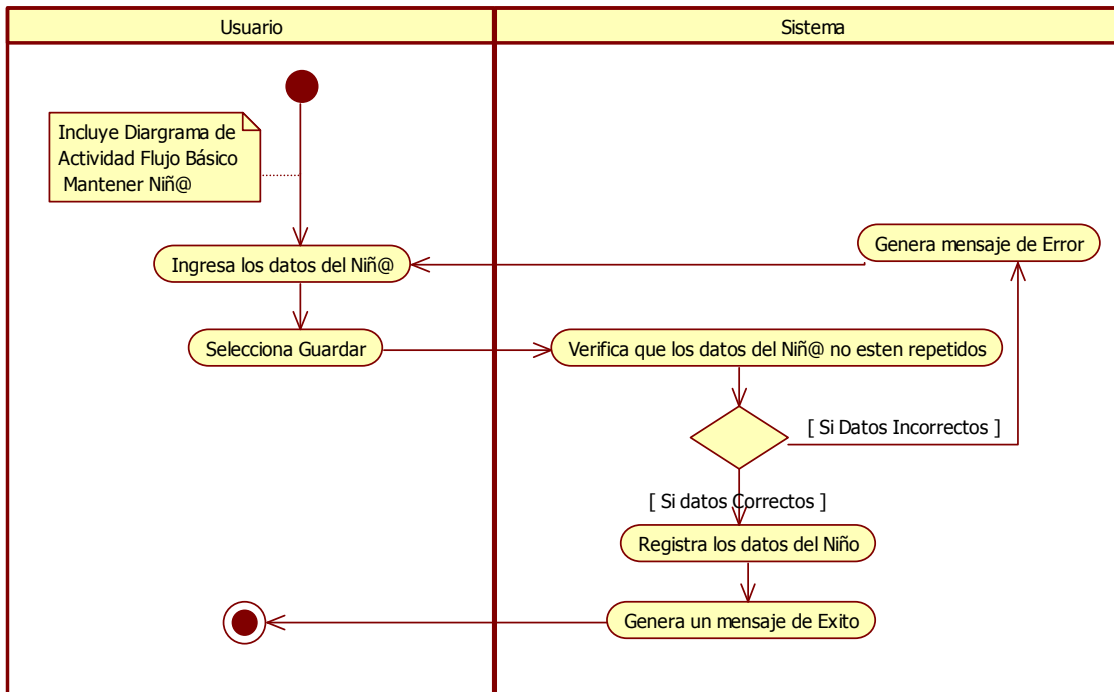 Usuario
Sistema
Incluye Diargrama de
Actividad Flujo Básico
Mantener Niñ@
Ingresa los datos del Niñ@
Genera mensaje de Error
Selecciona Guardar
Verifica que los datos del Niñ@ no esten repetidos
[ Si Datos Incorrectos ]
[ Si datos Correctos ]
Registra los datos del Niño
Genera un mensaje de Exito